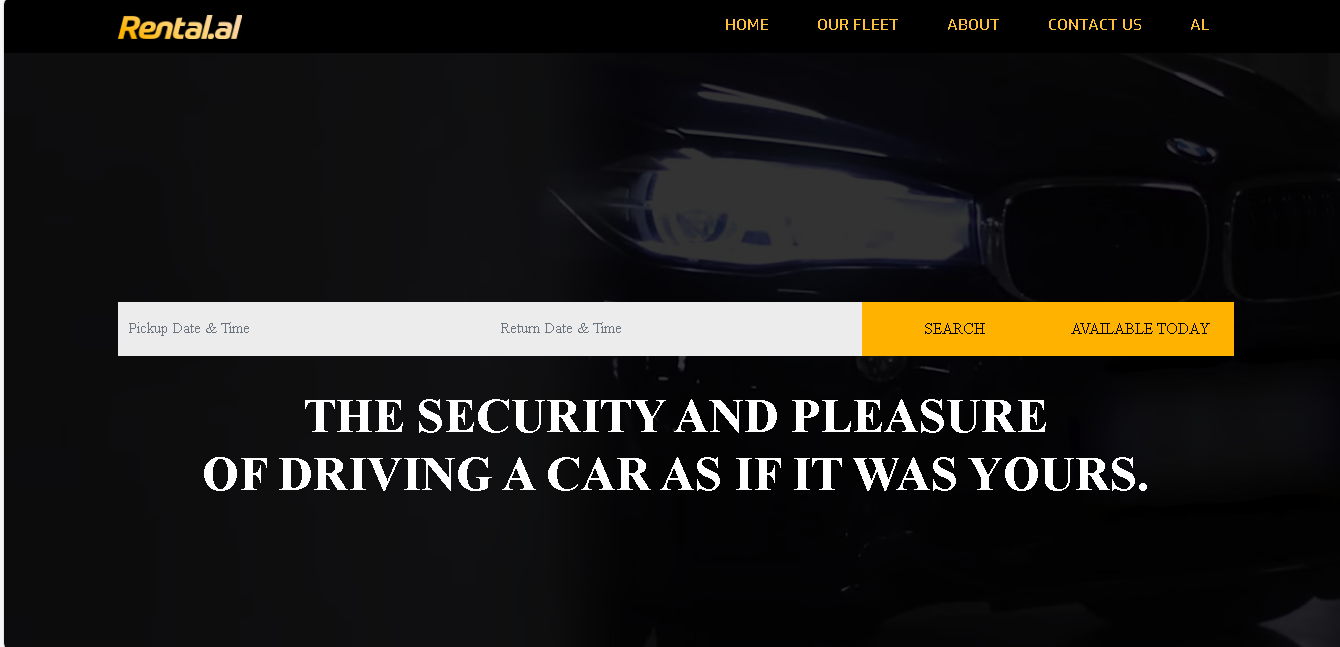 Rental.al
HOME OUR FLEET ABOUT CONTACT US AL
Pickup Date & Time Return Date & Time SEARCH AVAILABLE TODAY
THE SECURITY AND PLEASURE
OF DRIVING A CAR AS IF IT WAS YOURS.